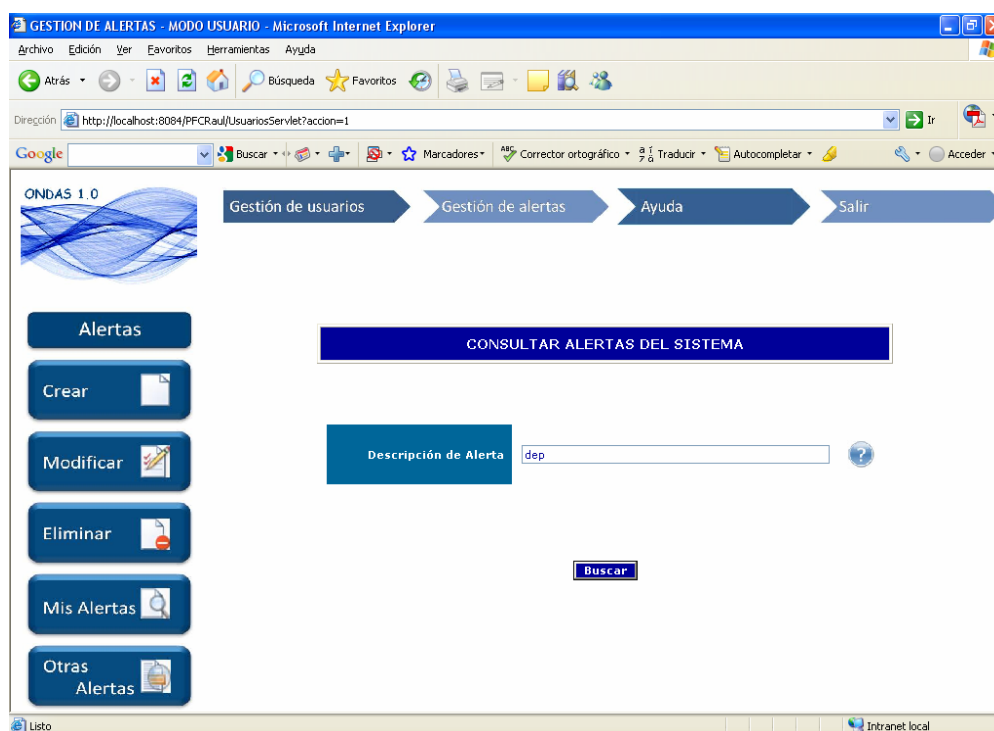 GESTION DE ALERTAS - MODO USUARIO - Microsoft Internet Explorer
Archivo Edición Ver Favoritos Herramientas Ayuda
Atrás Búsqueda Favoritos
Dirección http://localhost:8084/PFCRaul/UsuariosServlet?accion=1 Ir
Google Buscar Marcadores ABC Corrector ortográfico Traducir Autocompletar Acceder
ONDAS 1.0
Gestión de usuarios Gestión de alertas Ayuda Salir
Alertas
CONSULTAR ALERTAS DEL SISTEMA
Crear
Descripción de Alerta dep ?
Modificar
Eliminar
Buscar
Mis Alertas
Otras
Alertas
Listo Intranet local